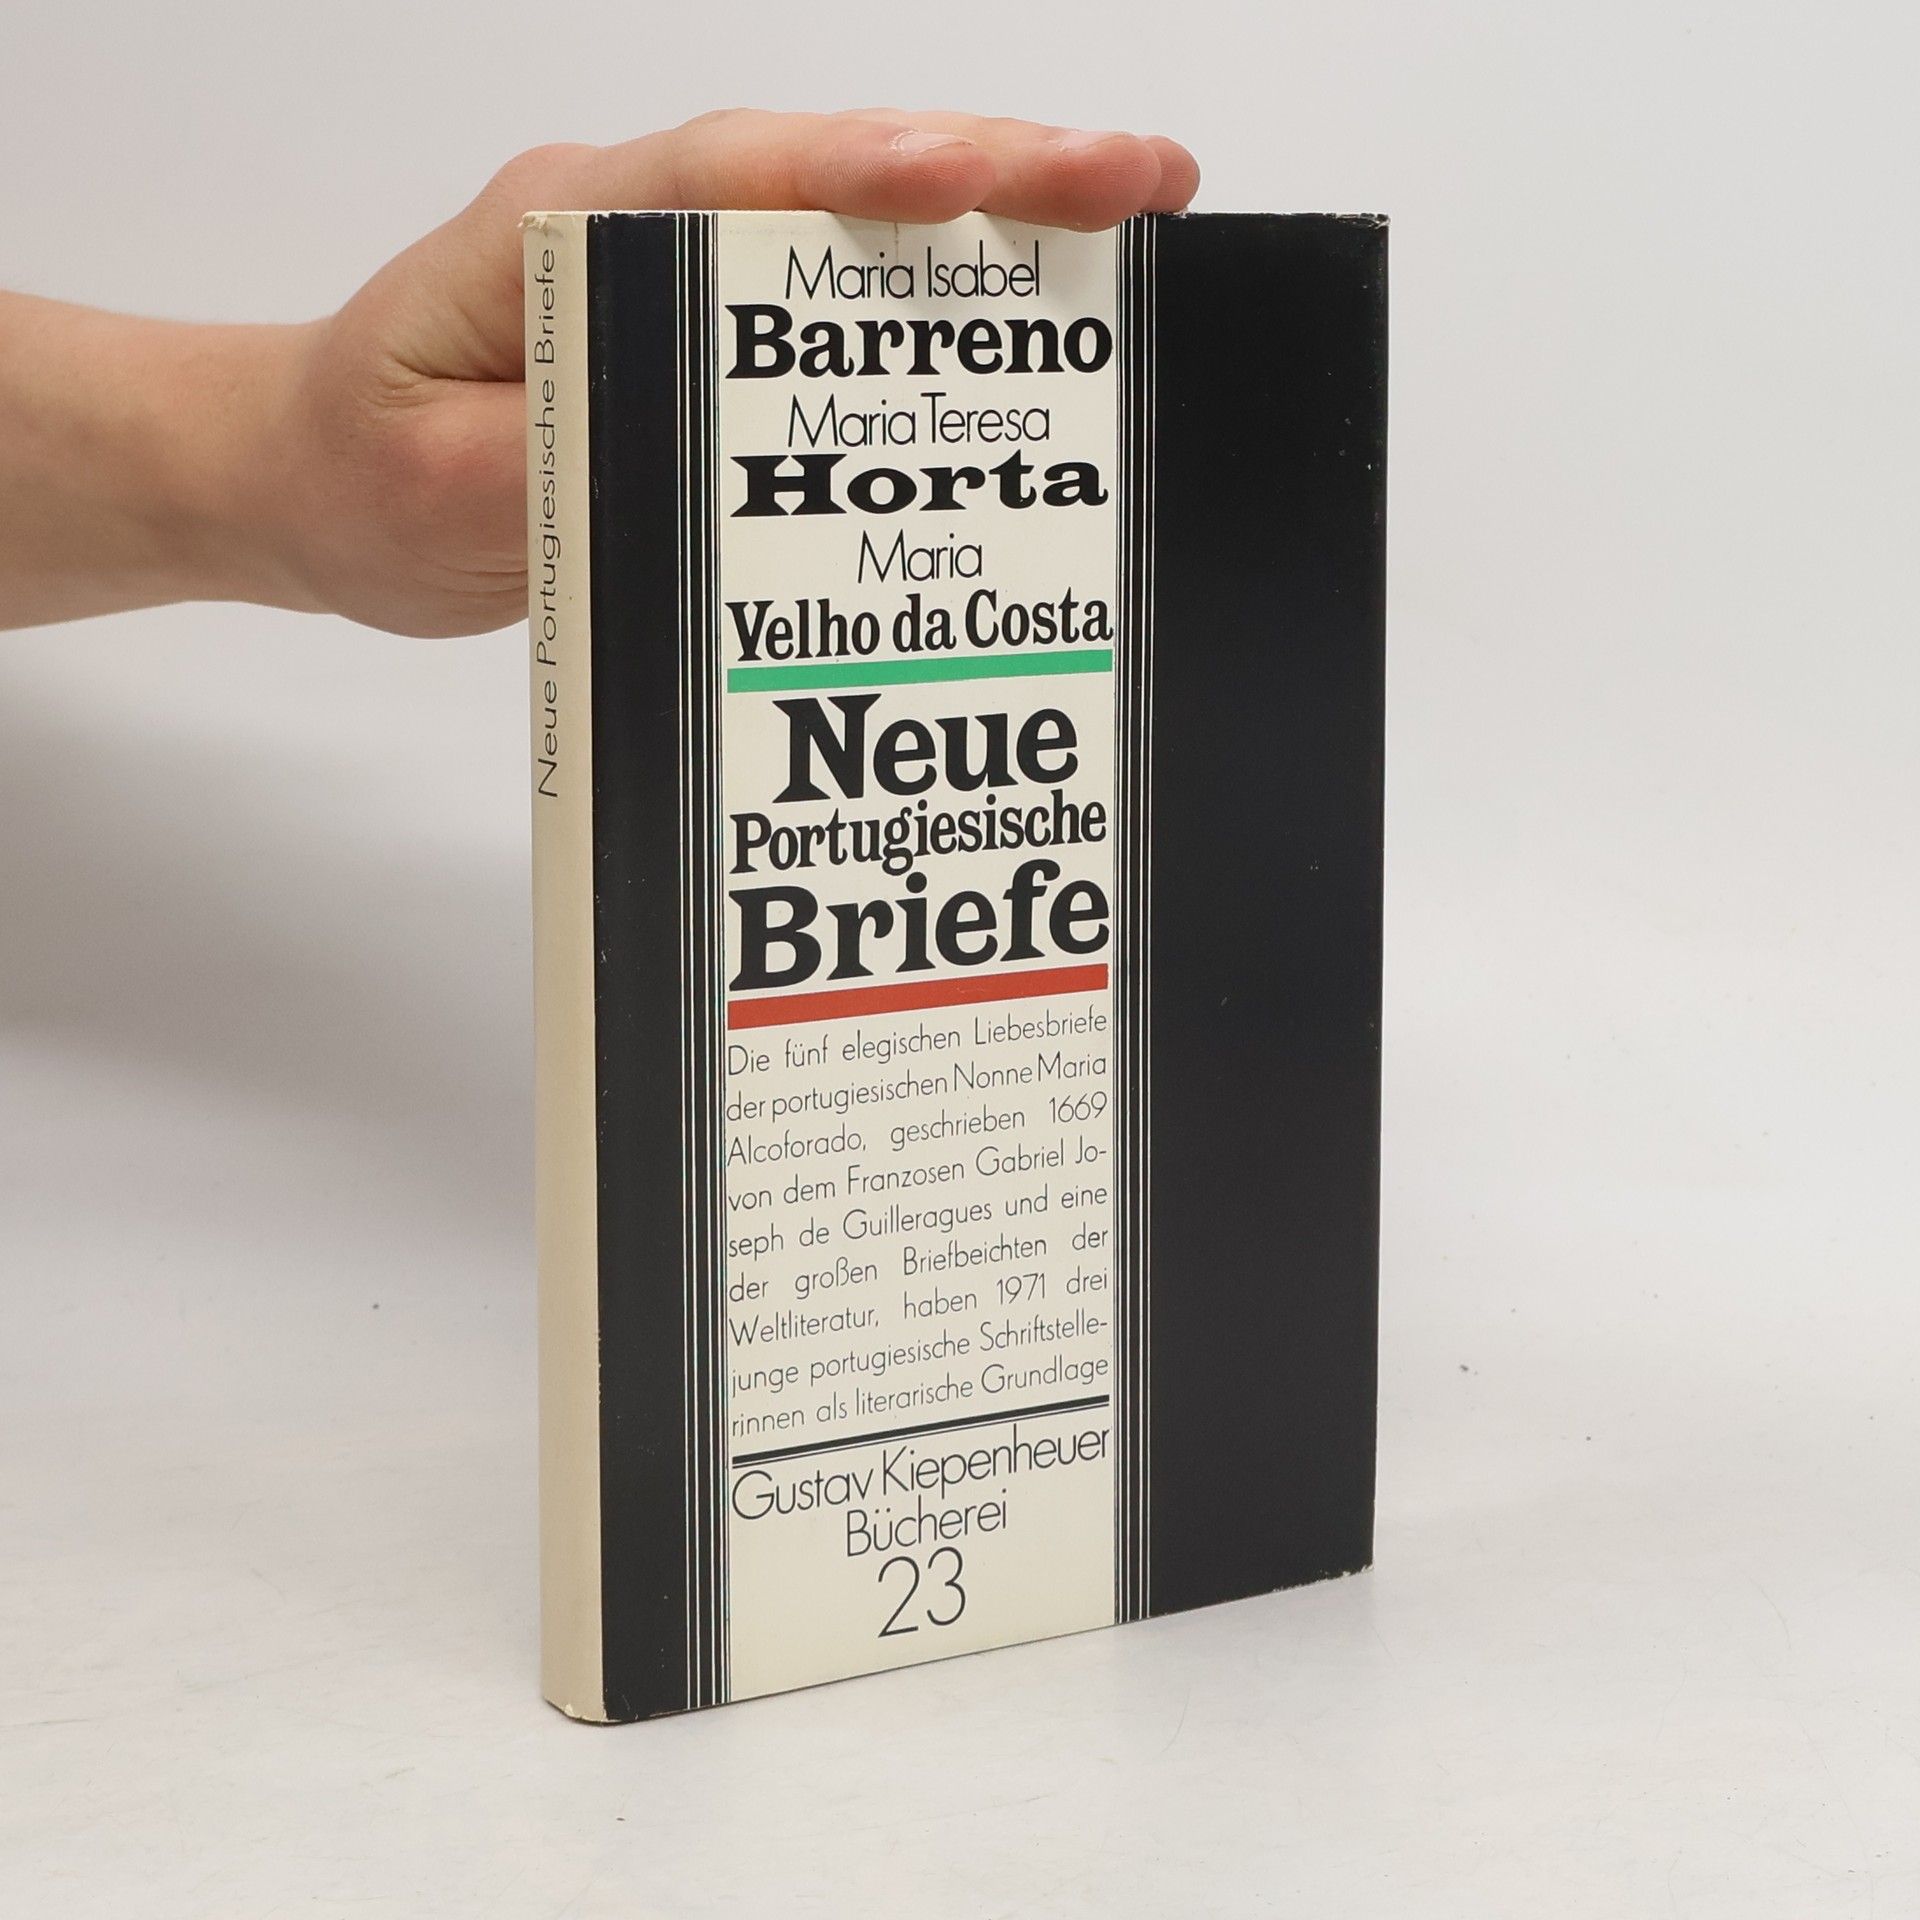 Neue Portugiesische Briefe
Maria Isabel
Barreno
Maria Teresa
Horta
Maria
Velho da Costa
Neue
Portugiesische
Briefe
Die fünf elegischen Liebesbriefe
der portugiesischen Nonne Maria
Alcoforado, geschrieben 1669
von dem Franzosen Gabriel Jo-
seph de Guilleragues und eine
der großen Briefbeichten der
Weltliteratur, haben 1971 drei
junge portugiesische Schriftstelle-
rinnen als literarische Grundlage
Gustav Kiepenheuer
Bücherei
23